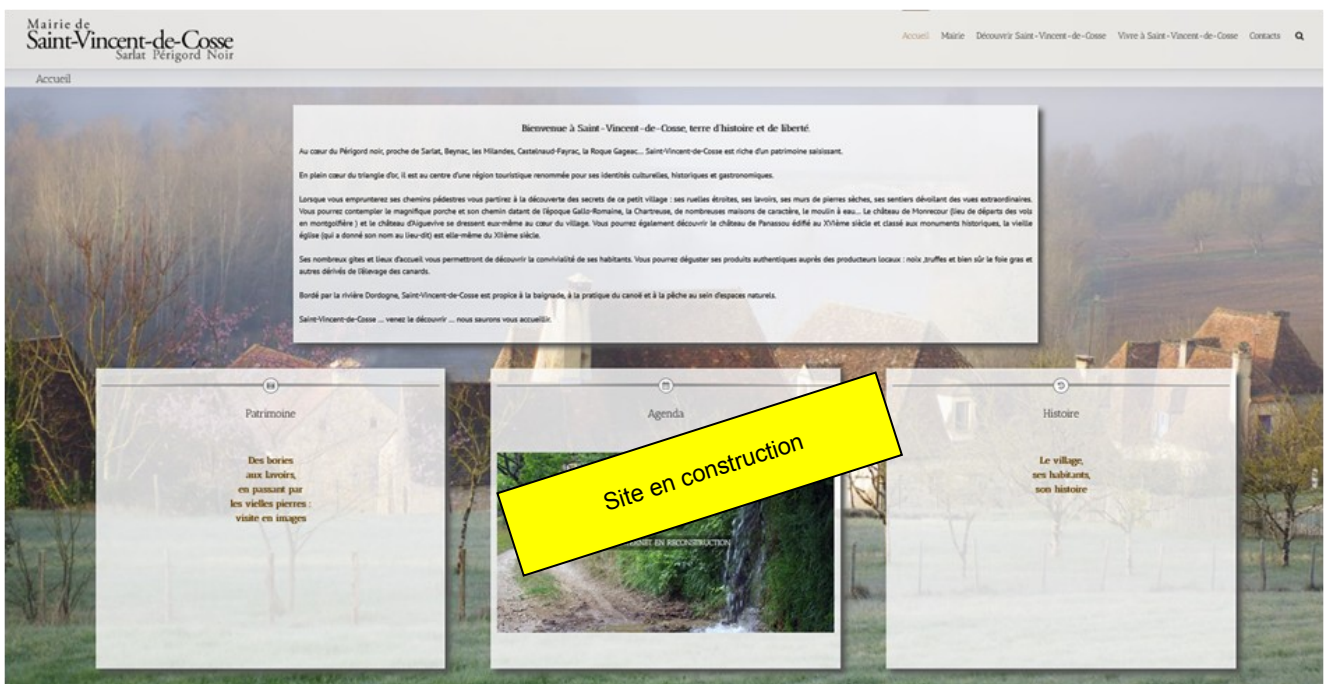 Mairie de
Saint-Vincent-de-Cosse
Sarlat Périgord Noir
Accueil Mairie Découvrir Saint-Vincent-de-Cosse Vivre à Saint-Vincent-de-Cosse Contacts
Accueil
Bienvenue à Saint-Vincent-de-Cosse, terre d'histoire et de liberté.
Au cœur du Périgord noir, proche de Sarlat, Beynac, les Milandes, Castelnaud-Fayrac, la Roque Gageac... Saint-Vincent-de-Cosse est riche d'un patrimoine saisissant.
En plein cœur du triangle d'or, il est au centre d'une région touristique renommée pour ses identités culturelles, historiques et gastronomiques.
Lorsque vous emprunterez ses chemins pédestres vous partirez à la découverte des secrets de ce petit village : ses ruelles étroites, ses lavoirs, ses murs de pierres sèches, ses sentiers dévoilant des vues extraordinaires.
Vous pourrez contempler le magnifique porche et son chemin datant de l'époque Gallo-Romaine, la Chartreuse, de nombreuses maisons de caractère, le moulin à eau... Le château de Monrecour (lieu de départ des vols
en montgolfière ) et le château d'Aiguevive se dressent eux-même au cœur du village. Vous pourrez également découvrir le château de Panassou édifié au XVIème siècle et classé aux monuments historiques, la vieille
église (qui a donné son nom au lieu-dit) est elle-même du XIIème siècle.
Ses nombreux gites et lieux d'accueil vous permettront de découvrir la convivialité de ses habitants. Vous pourrez déguster ses produits authentiques auprès des producteurs locaux : noix ,truffes et bien sûr le foie gras et
autres dérivés de l'élevage des canards.
Bordé par la rivière Dordogne, Saint-Vincent-de-Cosse est propice à la baignade, à la pratique du canoë et à la pêche au sein d'espaces naturels.
Saint-Vincent-de-Cosse ... venez le découvrir ... nous saurons vous accueillir.
Patrimoine
Des bories
aux lavoirs,
en passant par
les vielles pierres :
visite en images
Agenda
Site en construction
EN RECONSTRUCTION
Histoire
Le village,
ses habitants,
son histoire